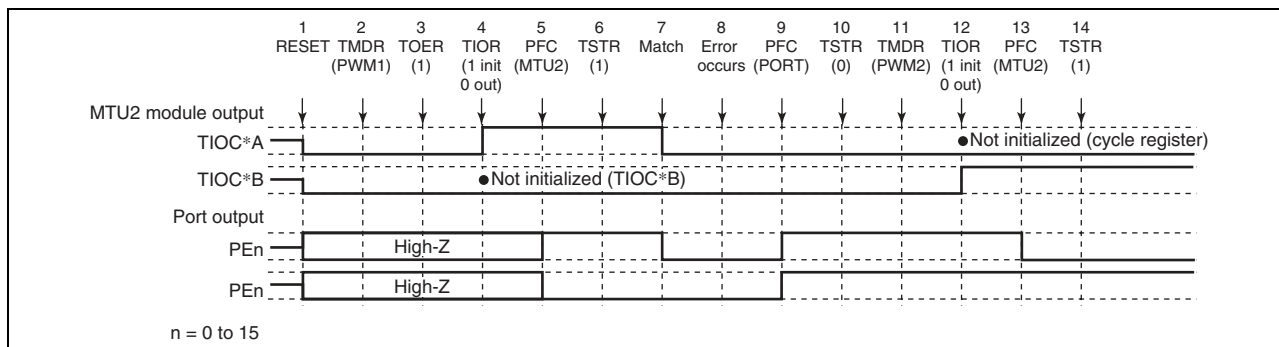 1 2 3 4 5 6 7 8 9 10 11 12 13 14
RESET TMDR TOER TIOR PFC TSTR Match Error PFC TSTR TMDR TIOR PFC TSTR
(PWM1) (1) (1 init (MTU2) (1) occurs (PORT) (0) (PWM2) (1 init (MTU2) (1)
0 out) 0 out)
MTU2 module output
TIOC*A ●Not initialized (cycle register)
TIOC*B ●Not initialized (TIOC*B)
Port output
PEn High-Z
PEn High-Z
n = 0 to 15